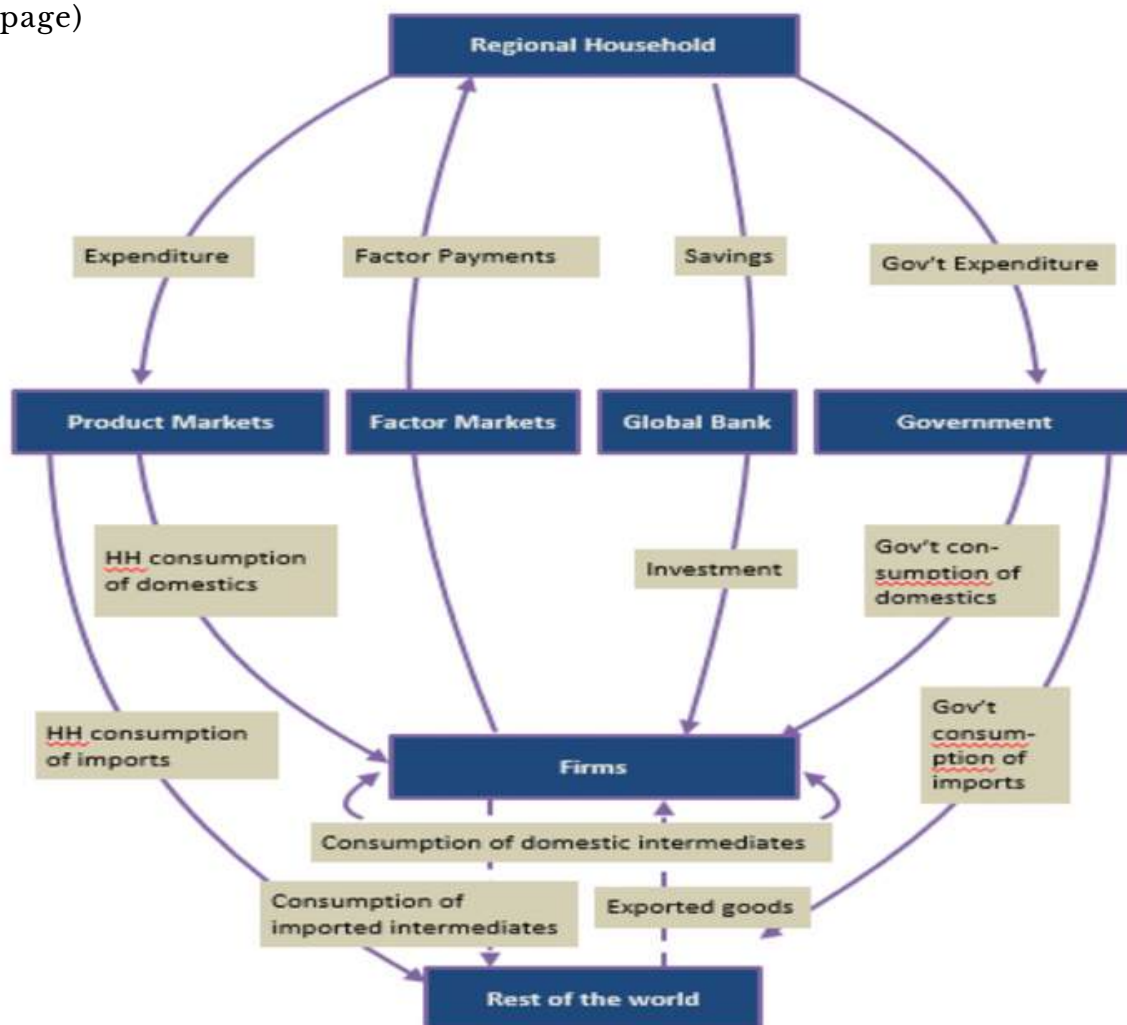 page)
Regional Household
Expenditure
Factor Payments
Savings
Gov't Expenditure
Product Markets
Factor Markets
Global Bank
Government
HH consumption
of domestics
Investment
Gov't con-
sumption of
domestics
HH consumption
of imports
Gov't
consum-
ption of
imports
Firms
Consumption of domestic intermediates
Consumption of
imported intermediates
Exported goods
Rest of the world